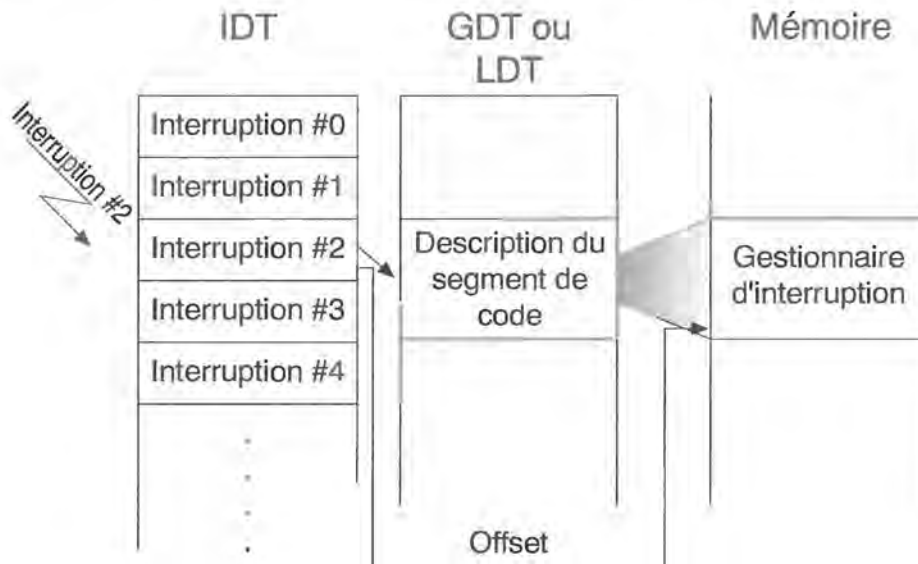 IDT
GDT ou
LDT
Mémoire
Interruption #2
Interruption #0
Interruption #1
Interruption #2
Interruption #3
Interruption #4
Description du
segment de
code
Gestionnaire
d'interruption
Offset